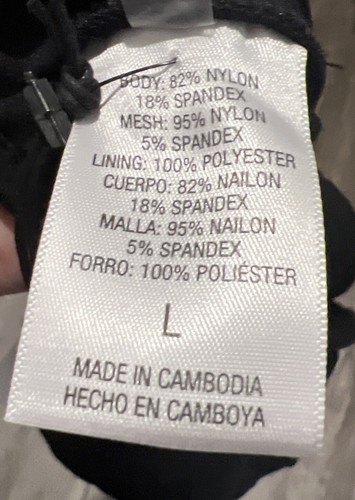 BODY: 82% NYLON
18% SPANDEX
MESH: 95% NYLON
5% SPANDEX
LINING: 100% POLYESTER
CUERPO: 82% NAILON
18% SPANDEX
MALLA: 95% NAILON
5% SPANDEX
FORRO: 100% POLIÉSTER
L
MADE IN CAMBODIA
HECHO EN CAMBOYA